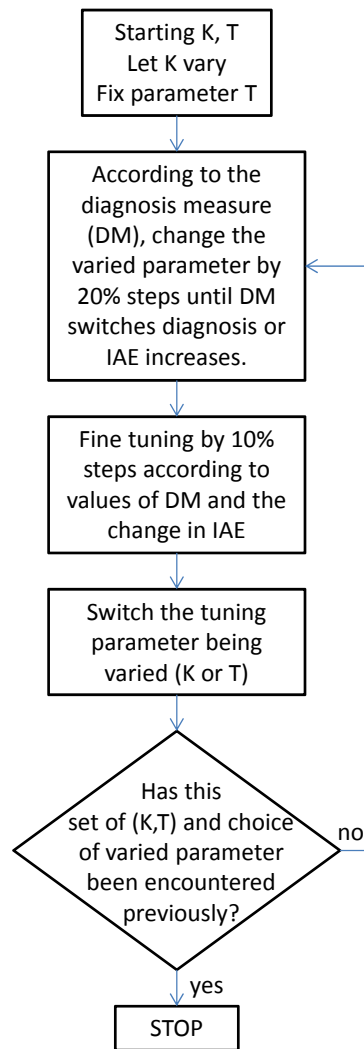 Starting K, T
Let K vary
Fix parameter T
According to the
diagnosis measure
(DM), change the
varied parameter by
20% steps until DM
switches diagnosis or
IAE increases.
Fine tuning by 10%
steps according to
values of DM and the
change in IAE
Switch the tuning
parameter being
varied (K or T)
Has this
set of (K,T) and choice
of varied parameter
been encountered
previously?
no
yes
STOP